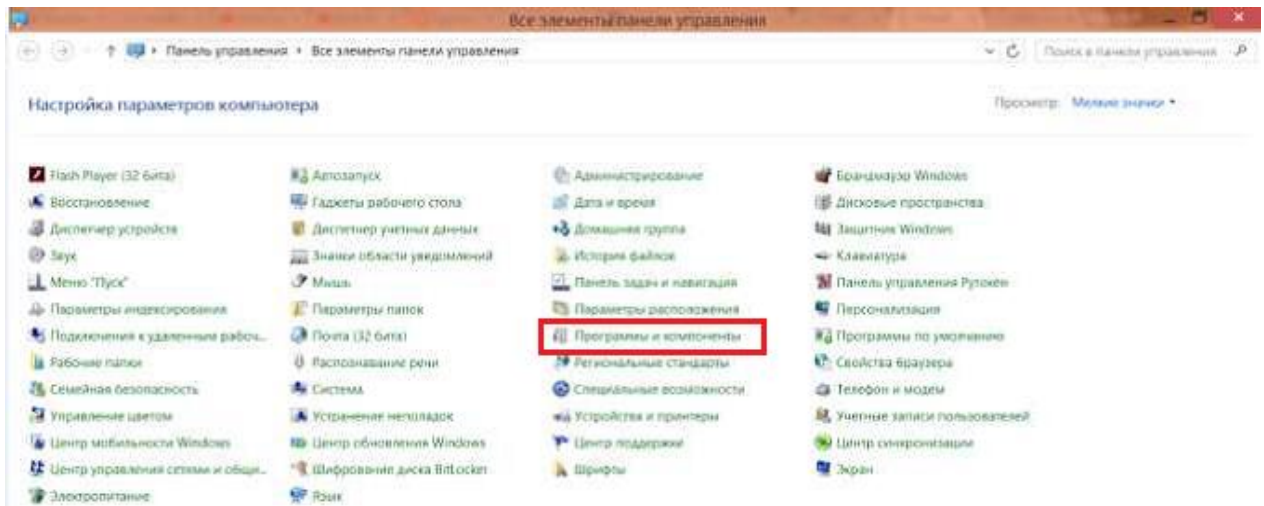 Все элементы панели управления
Панель управления Все элементы панели управления Поиск в панели управления
Настройка параметров компьютера Просмотр: Мелкие значки
Flash Player (32 бита) Автозапуск Администрирование Брандмауэр Windows
Восстановление Гаджеты рабочего стола Дата и время Дисковые пространства
Диспетчер устройств Диспетчер учетных данных Домашняя группа Защитник Windows
Звук Значки области уведомлений История файлов Клавиатура
Меню "Пуск" Мышь Панель задач и навигация Панель управления Рутокен
Параметры индексирования Параметры папок Параметры расположения Персонализация
Подключения к удаленным рабоч... Почта (32 бита) Программы и компоненты Программы по умолчанию
Рабочие папки Распознавание речи Региональные стандарты Свойства браузера
Семейная безопасность Система Специальные возможности Телефон и модем
Управление цветом Устранение неполадок Устройства и принтеры Учетные записи пользователей
Центр мобильности Windows Центр обновления Windows Центр поддержки Центр синхронизации
Центр управления сетями и общи... Шифрование диска BitLocker Шрифты Экран
Электропитание Язык